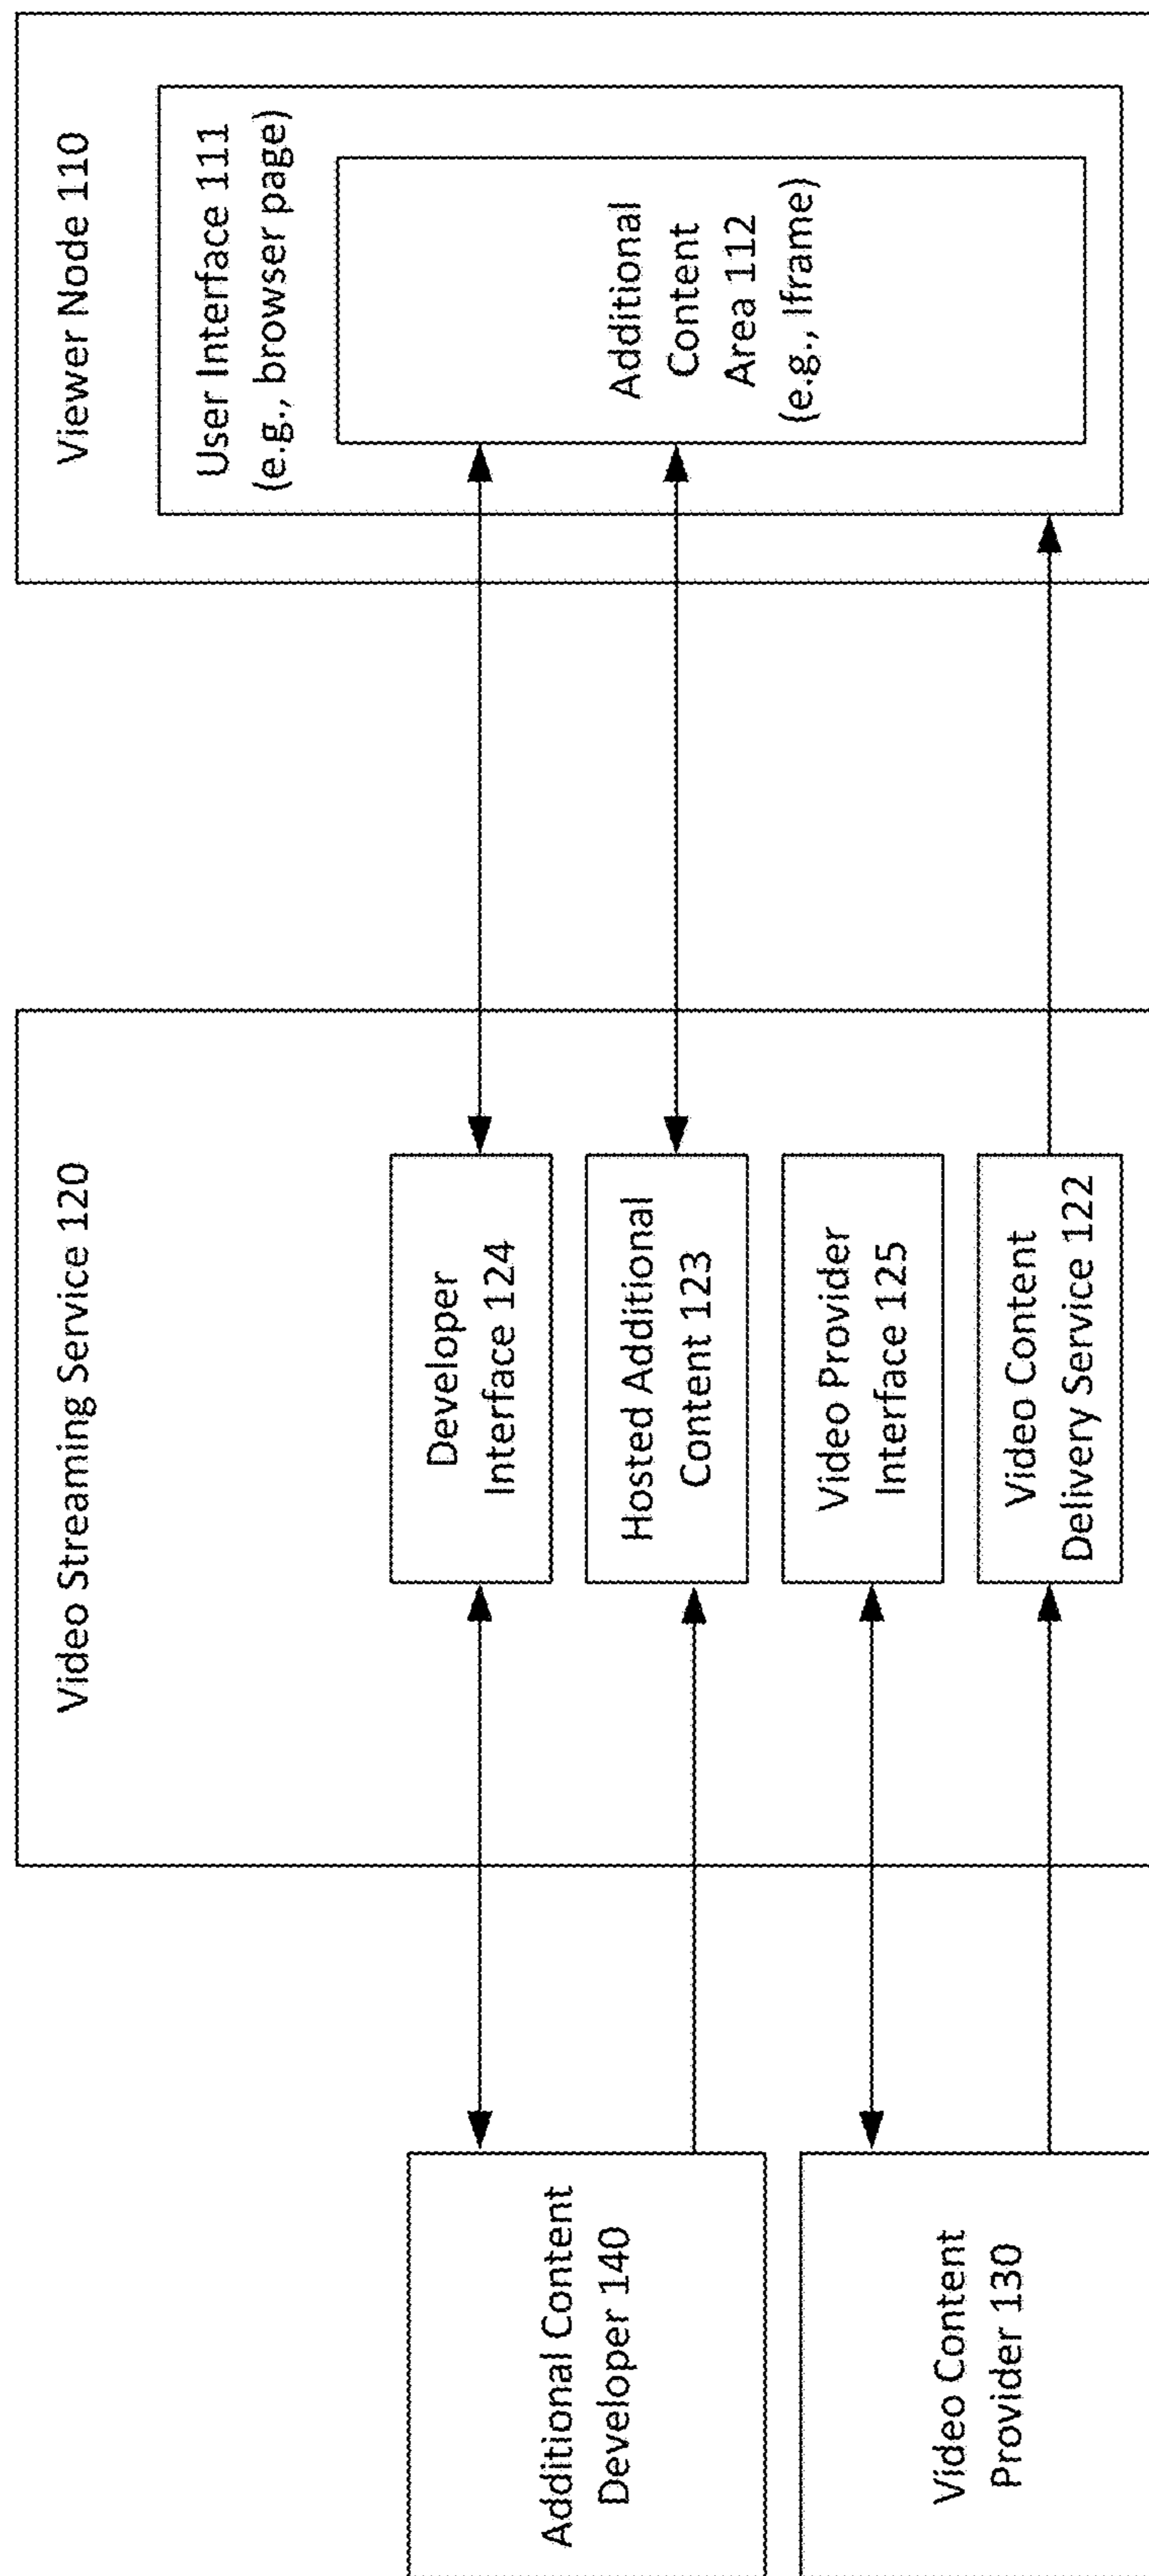 Additional Content
Developer 140
Video Content
Provider 130
Video Streaming Service 120
Developer
Interface 124
Hosted Additional
Content 123
Video Provider
Interface 125
Video Content
Delivery Service 122
Viewer Node 110
User Interface 111
(e.g., browser page)
Additional
Content
Area 112
(e.g., Iframe)